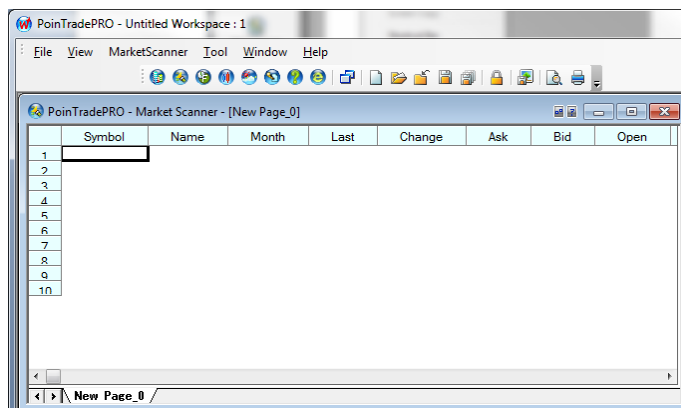 PoinTradePRO - Untitled Workspace : 1
File View MarketScanner Tool Window Help
PoinTradePRO - Market Scanner - [New Page_0]
Symbol Name Month Last Change Ask Bid Open
1
2
3
4
5
6
7
8
9
10
New Page_0